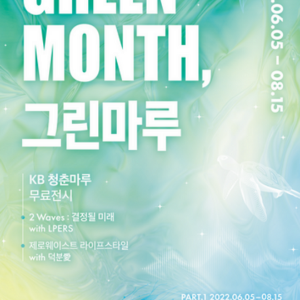 GREEN
MONTH,
그린마루
.06.05 – 08.15
KB 청춘마루
무료전시
2 Waves : 결정될 미래
with LPERS
제로웨이스트 라이프스타일
with 덕분愛
PART.1 2022.06.05–08.15